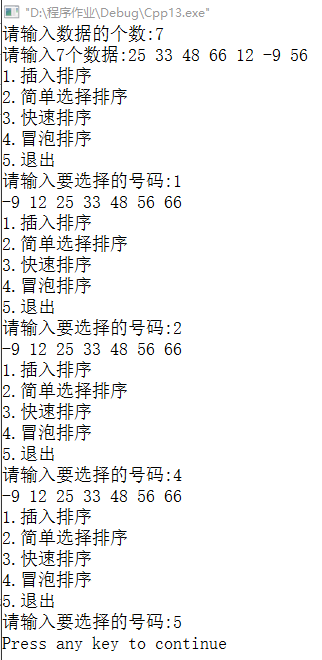 "D:\程序作业\Debug\Cpp13.exe"
请输入数据的个数:7
请输入7个数据:25 33 48 66 12 -9 56
1.插入排序
2.简单选择排序
3.快速排序
4.冒泡排序
5.退出
请输入要选择的号码:1
-9 12 25 33 48 56 66
1.插入排序
2.简单选择排序
3.快速排序
4.冒泡排序
5.退出
请输入要选择的号码:2
-9 12 25 33 48 56 66
1.插入排序
2.简单选择排序
3.快速排序
4.冒泡排序
5.退出
请输入要选择的号码:4
-9 12 25 33 48 56 66
1.插入排序
2.简单选择排序
3.快速排序
4.冒泡排序
5.退出
请输入要选择的号码:5
Press any key to continue